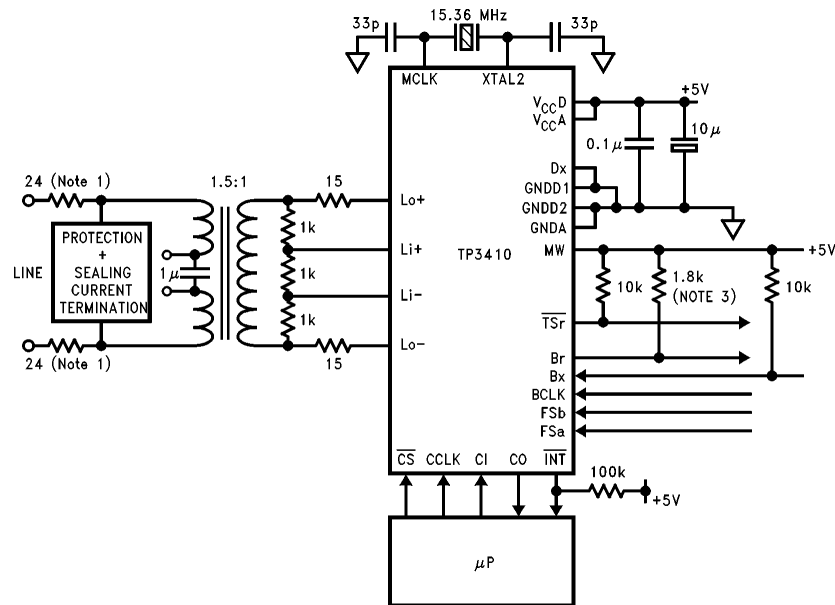 33p
15.36 MHz
33p
MCLK
XTAL2
VCCD
VCCA
+5V
0.1μ
10μ
24 (Note 1)
1.5:1
15
Lo+
Dx
GNDD1
GNDD2
GNDA
1k
PROTECTION
+
SEALING
CURRENT
TERMINATION
LINE
1μ
Li+
TP3410
MW
+5V
1k
10k
1.8k
(NOTE 3)
10k
Li-
1k
TSr
Lo-
Br
24 (Note 1)
15
Bx
BCLK
FSb
FSa
CS
CCLK
CI
CO
INT
100k
+5V
μP